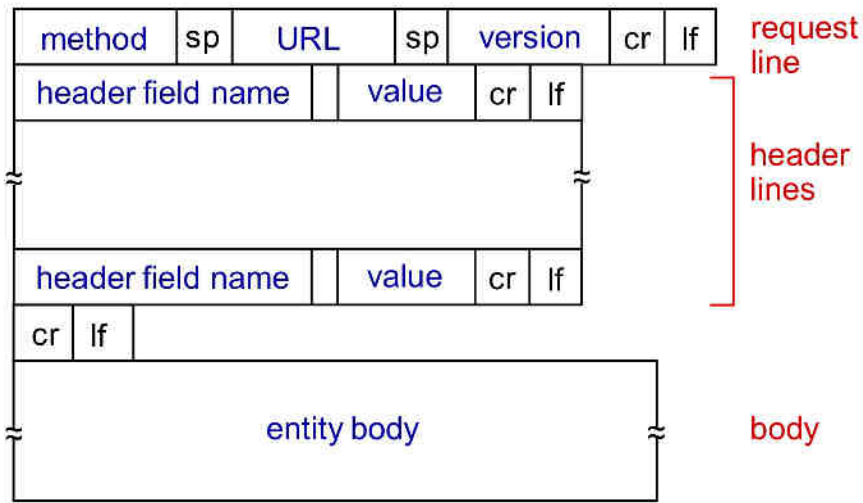 method sp URL sp version cr lf
request
line
header field name value cr lf
header
lines
header field name value cr lf
cr lf
entity body
body